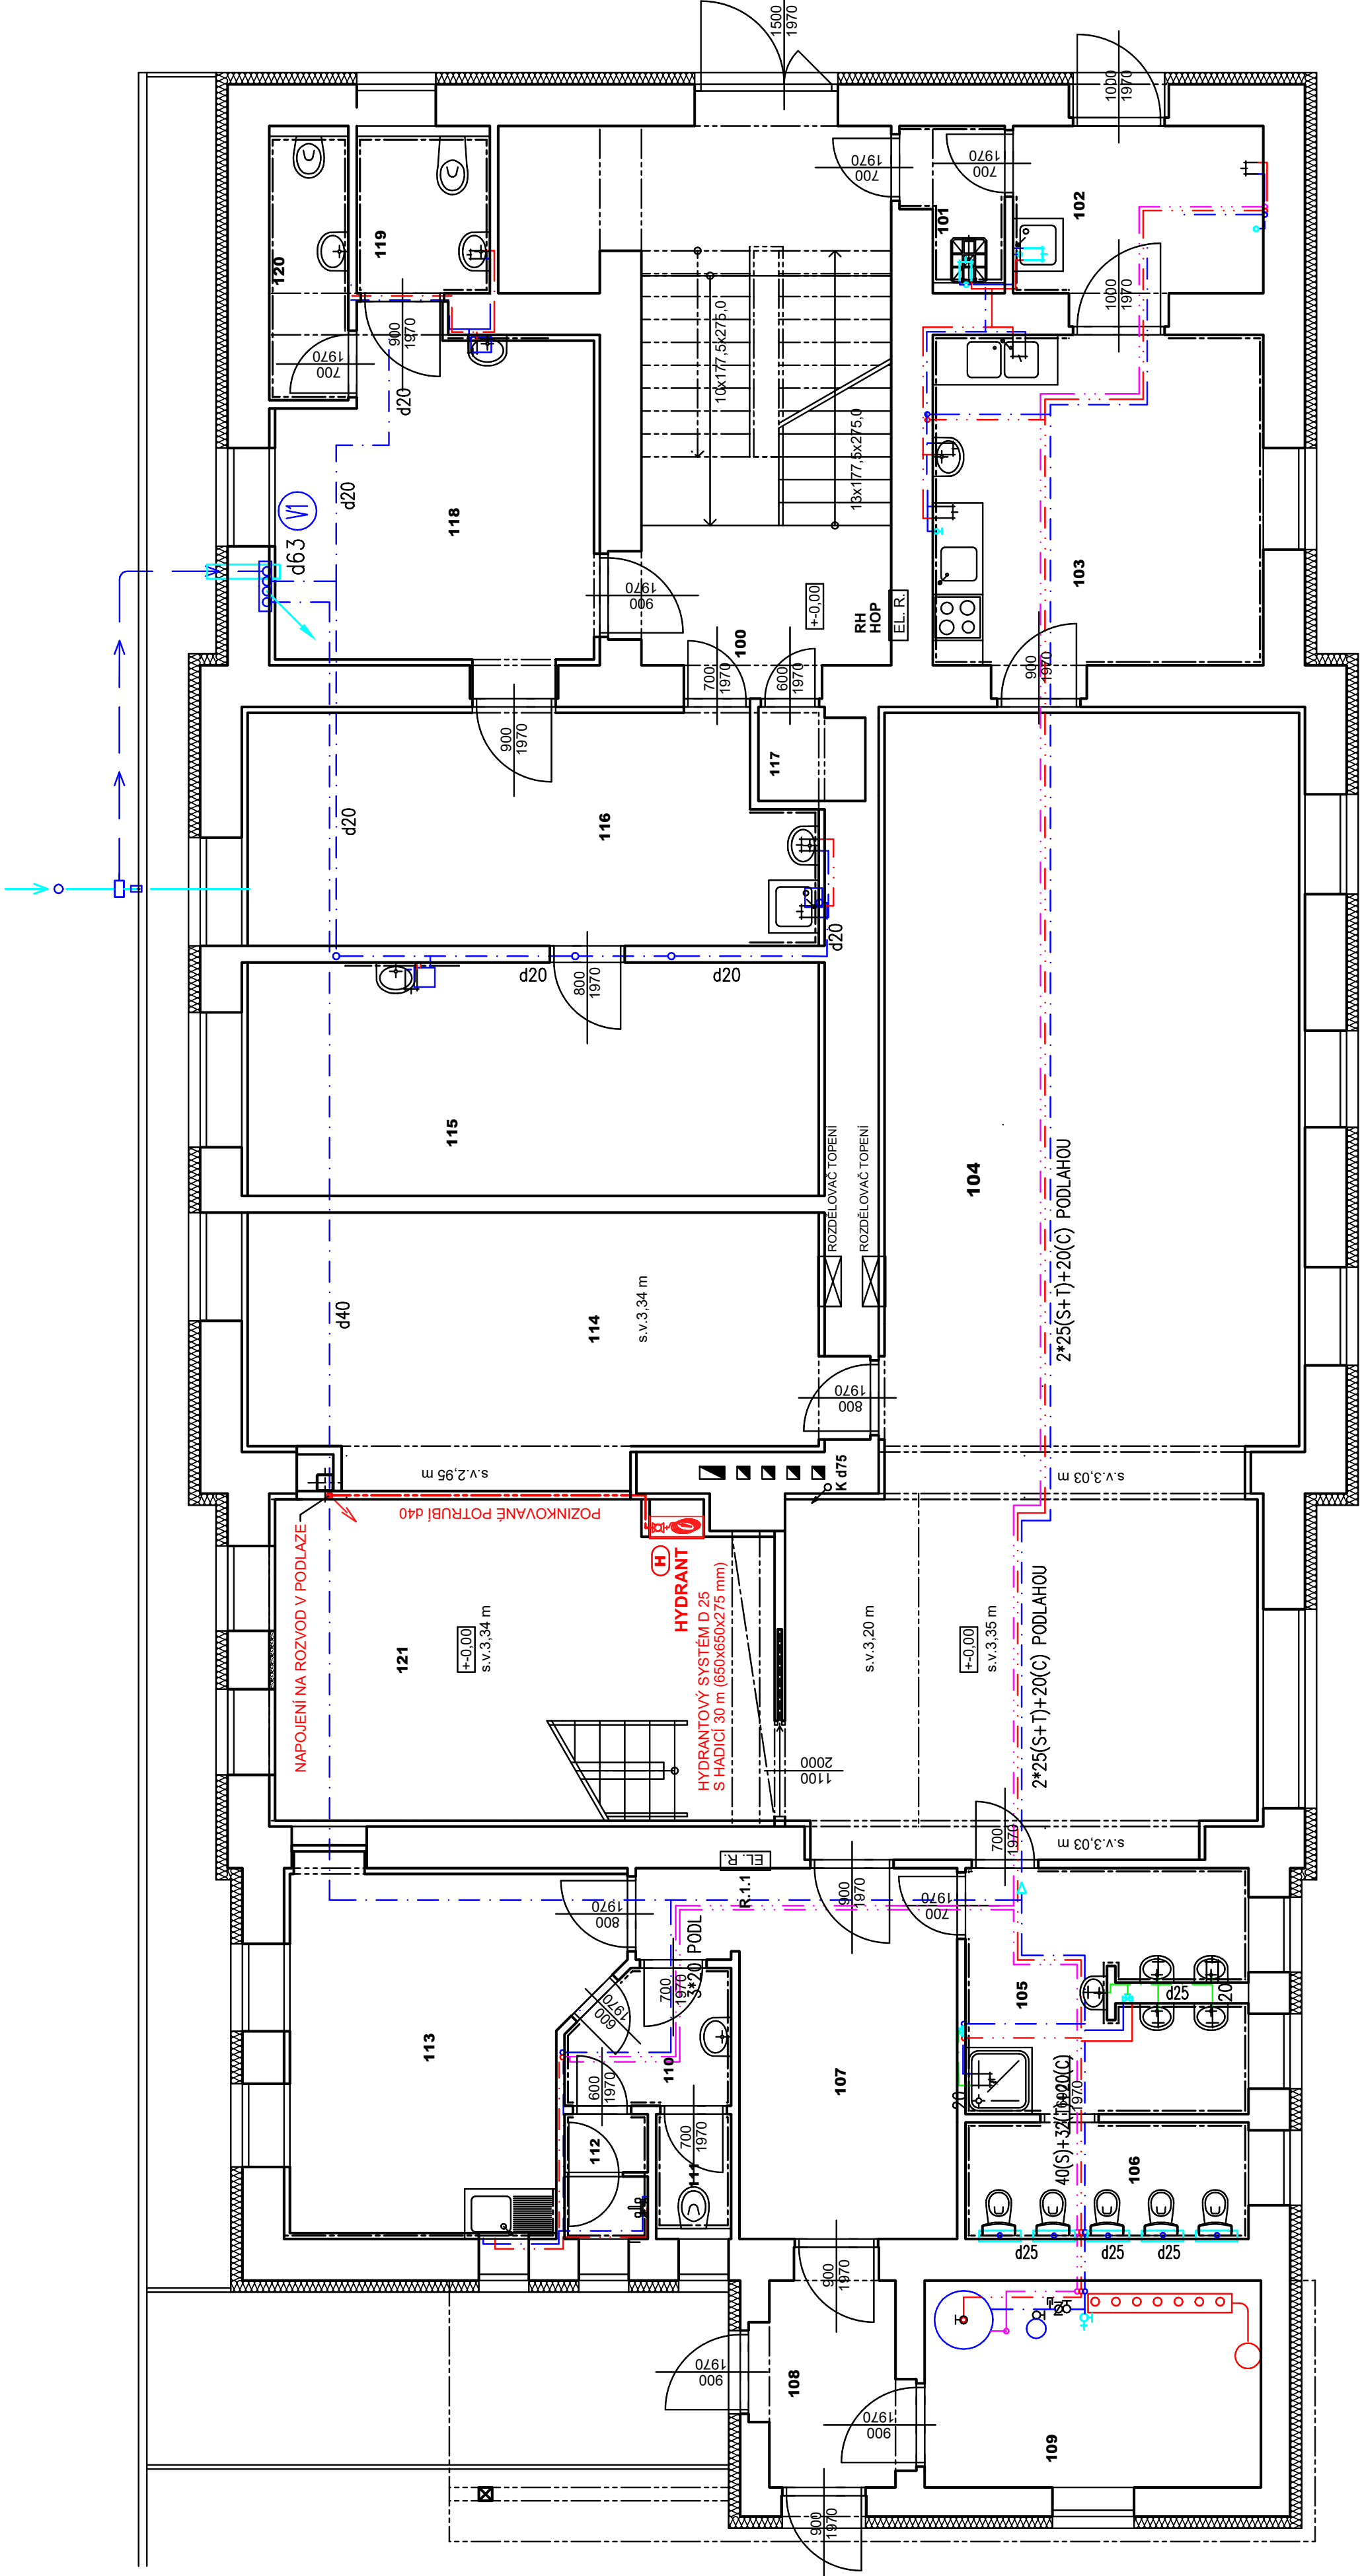 1500
1970
1000
1970
120
119
900
1970
700
1970
d20
700
1970
101
700
1970
102
1000
1970
10x177,5x275,0
13x177,5x275,0
d20
V1
d63
118
900
1970
100
+-0,00
RH
HOP
EL. R.
103
900
1970
700
1970
600
1970
900
1970
117
116
d20
d20
d20
d20
800
1970
115
ROZDĚLOVAČ TOPENÍ
ROZDĚLOVAČ TOPENÍ
104
2*25(S+T)+20(C) PODLAHOU
d40
114
s.v.3,34 m
800
1970
s.v.2,95 m
K d75
s.v.3,03 m
POZINKOVANÉ POTRUBÍ d40
NAPOJENÍ NA ROZVOD V PODLAZE
H
HYDRANT
HYDRANTOVÝ SYSTÉM D 25
S HADICÍ 30 m (650x650x275 mm)
121
+-0,00
s.v.3,34 m
s.v.3,20 m
+-0,00
s.v.3,35 m
2*25(S+T)+20(C) PODLAHOU
1100
2000
700
1970
s.v.3,03 m
EL. R.
R.1.1
900
1970
700
1970
800
1970
3*20 PODL
700
1970
600
1970
113
110
600
1970
112
111
700
1970
107
105
d25
20
20
40(S)+32(T)+20(C)
1970
106
d25
d25
d25
900
1970
900
1970
108
900
1970
109
900
1970